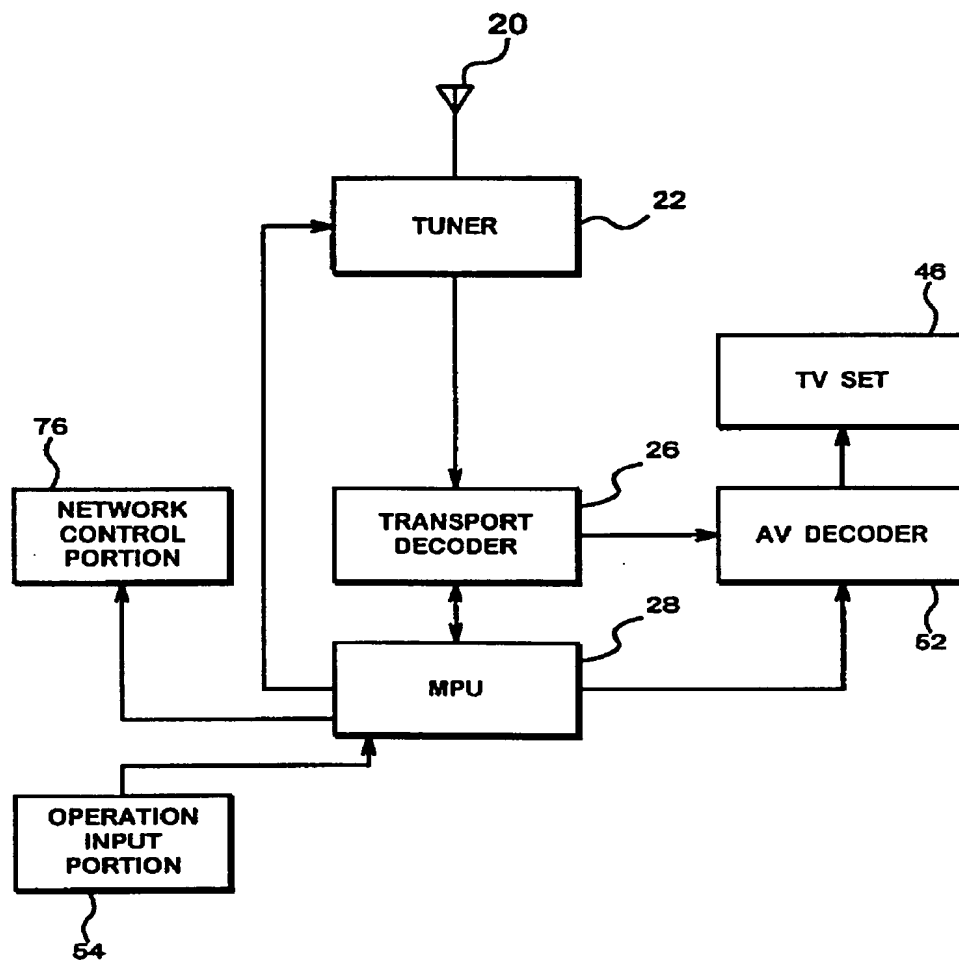 20
TUNER
22
46
TV SET
76
NETWORK
CONTROL
PORTION
26
TRANSPORT
DECODER
AV DECODER
52
28
MPU
OPERATION
INPUT
PORTION
54